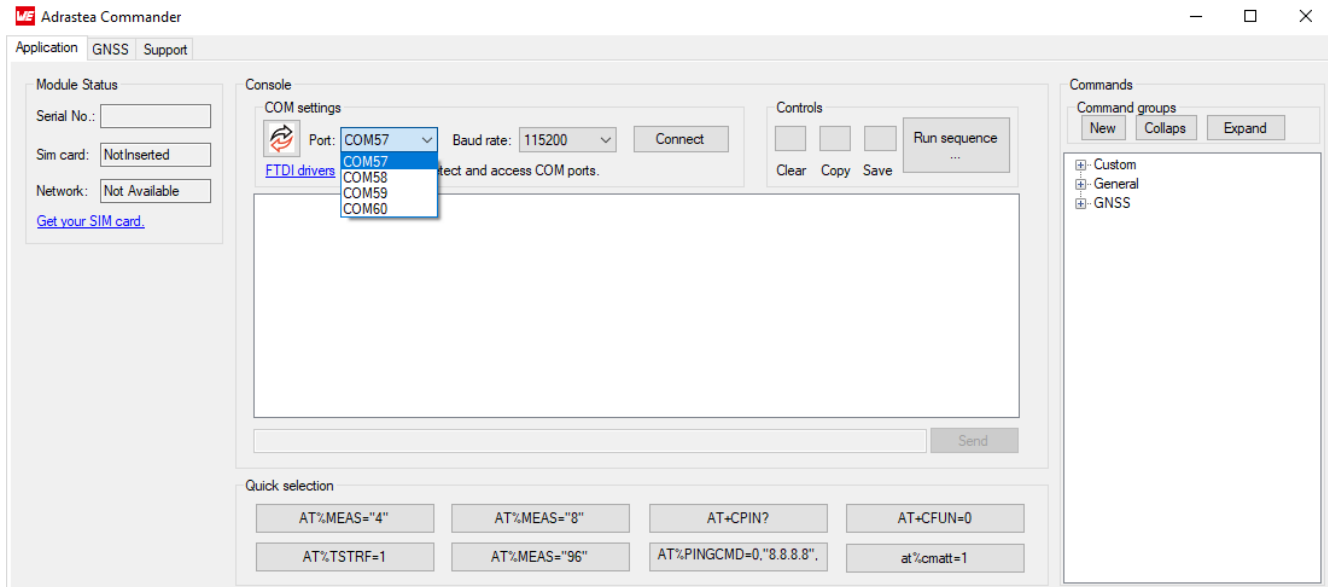 WE Adrastea Commander
Application GNSS Support
Module Status
Serial No.:
Sim card: NotInserted
Network: Not Available
Get your SIM card.
Console
COM settings
Port: COM57 Baud rate: 115200 Connect
COM57
COM58
COM59
COM60
FTDI drivers and access COM ports.
Controls
Clear Copy Save
Run sequence
...
Send
Quick selection
AT%MEAS="4" AT%MEAS="8" AT+CPIN? AT+CFUN=0
AT%TSTRF=1 AT%MEAS="96" AT%PINGCMD=0,"8.8.8.8", at%cmatt=1
Commands
Command groups
New Collaps Expand
Custom
General
GNSS